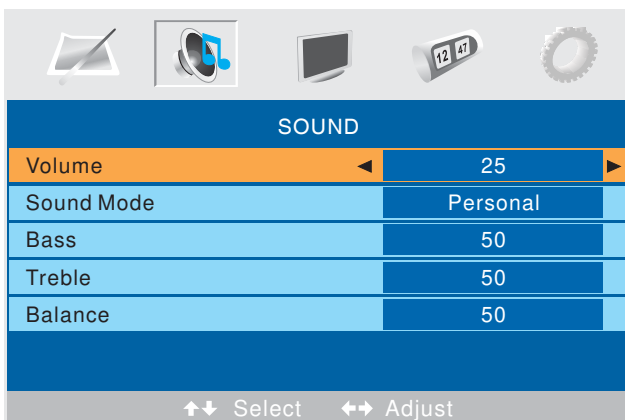 12 47
SOUND
Volume 25
Sound Mode Personal
Bass 50
Treble 50
Balance 50
Select Adjust